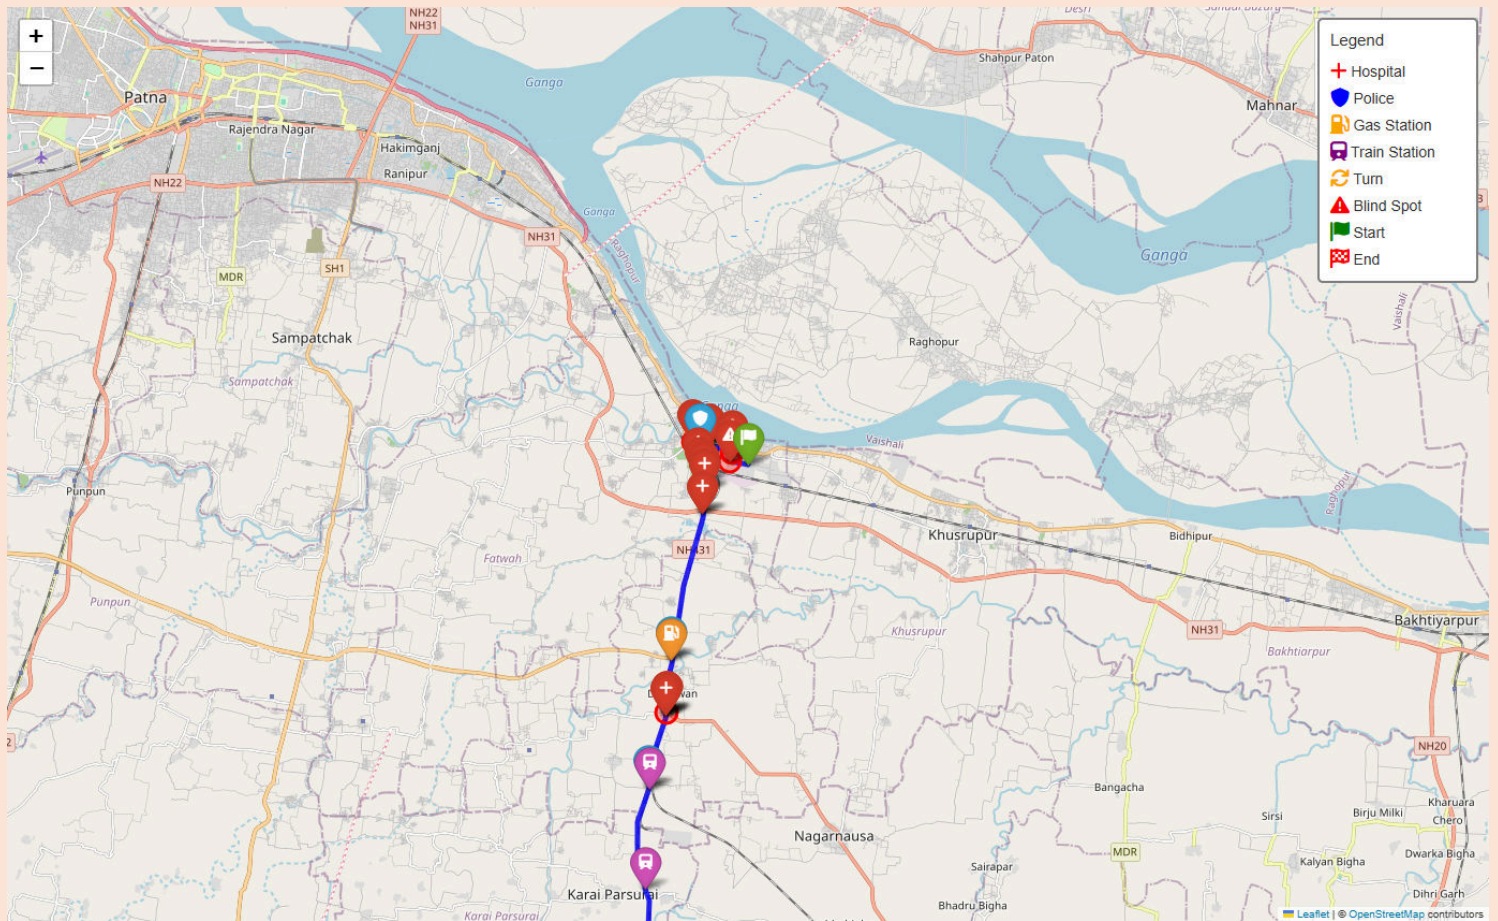 NH22
NH31
Desri
Shahpur Paton
Mahnar
Ganga
Patna
Rajendra Nagar
Hakimganj
Ranipur
NH22
Ganga
NH31
Raghopur
SH1
MDR
Ganga
Vaishali
Sampatchak
Raghopur
Sampatchak
Ganga
Vaishali
Punpun
Raghopur
Khusrupur
Bidhipur
Fatwah
Punpun
Khusrupur
NH31
Bakhtiyarpur
Bakhtiarpur
NH20
Bangacha
Nagarnausa
Sirsi
Birju Milki
Kharuara
Chero
MDR
Sairapar
Kalyan Bigha
Dwarka Bigha
Karai Parsurai
Bhadru Bigha
Dihri Garh
Karai Parsurai
+
−
Legend
Hospital
Police
Gas Station
Train Station
Turn
Blind Spot
Start
End
Leaflet | © OpenStreetMap contributors